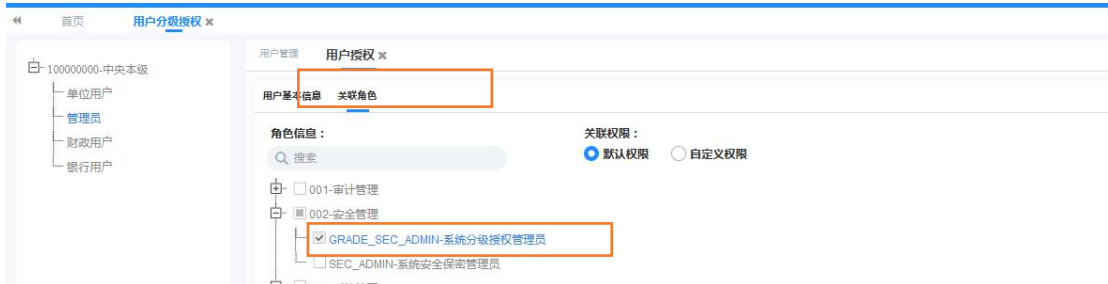 首页 用户分级授权
100000000-中央本级
单位用户
管理员
财政用户
银行用户
用户管理 用户授权
用户基本信息 关联角色
角色信息：
搜索
001-审计管理
002-安全管理
GRADE_SEC_ADMIN-系统分级授权管理员
SEC_ADMIN-系统安全保密管理员
关联权限：
默认权限 自定义权限